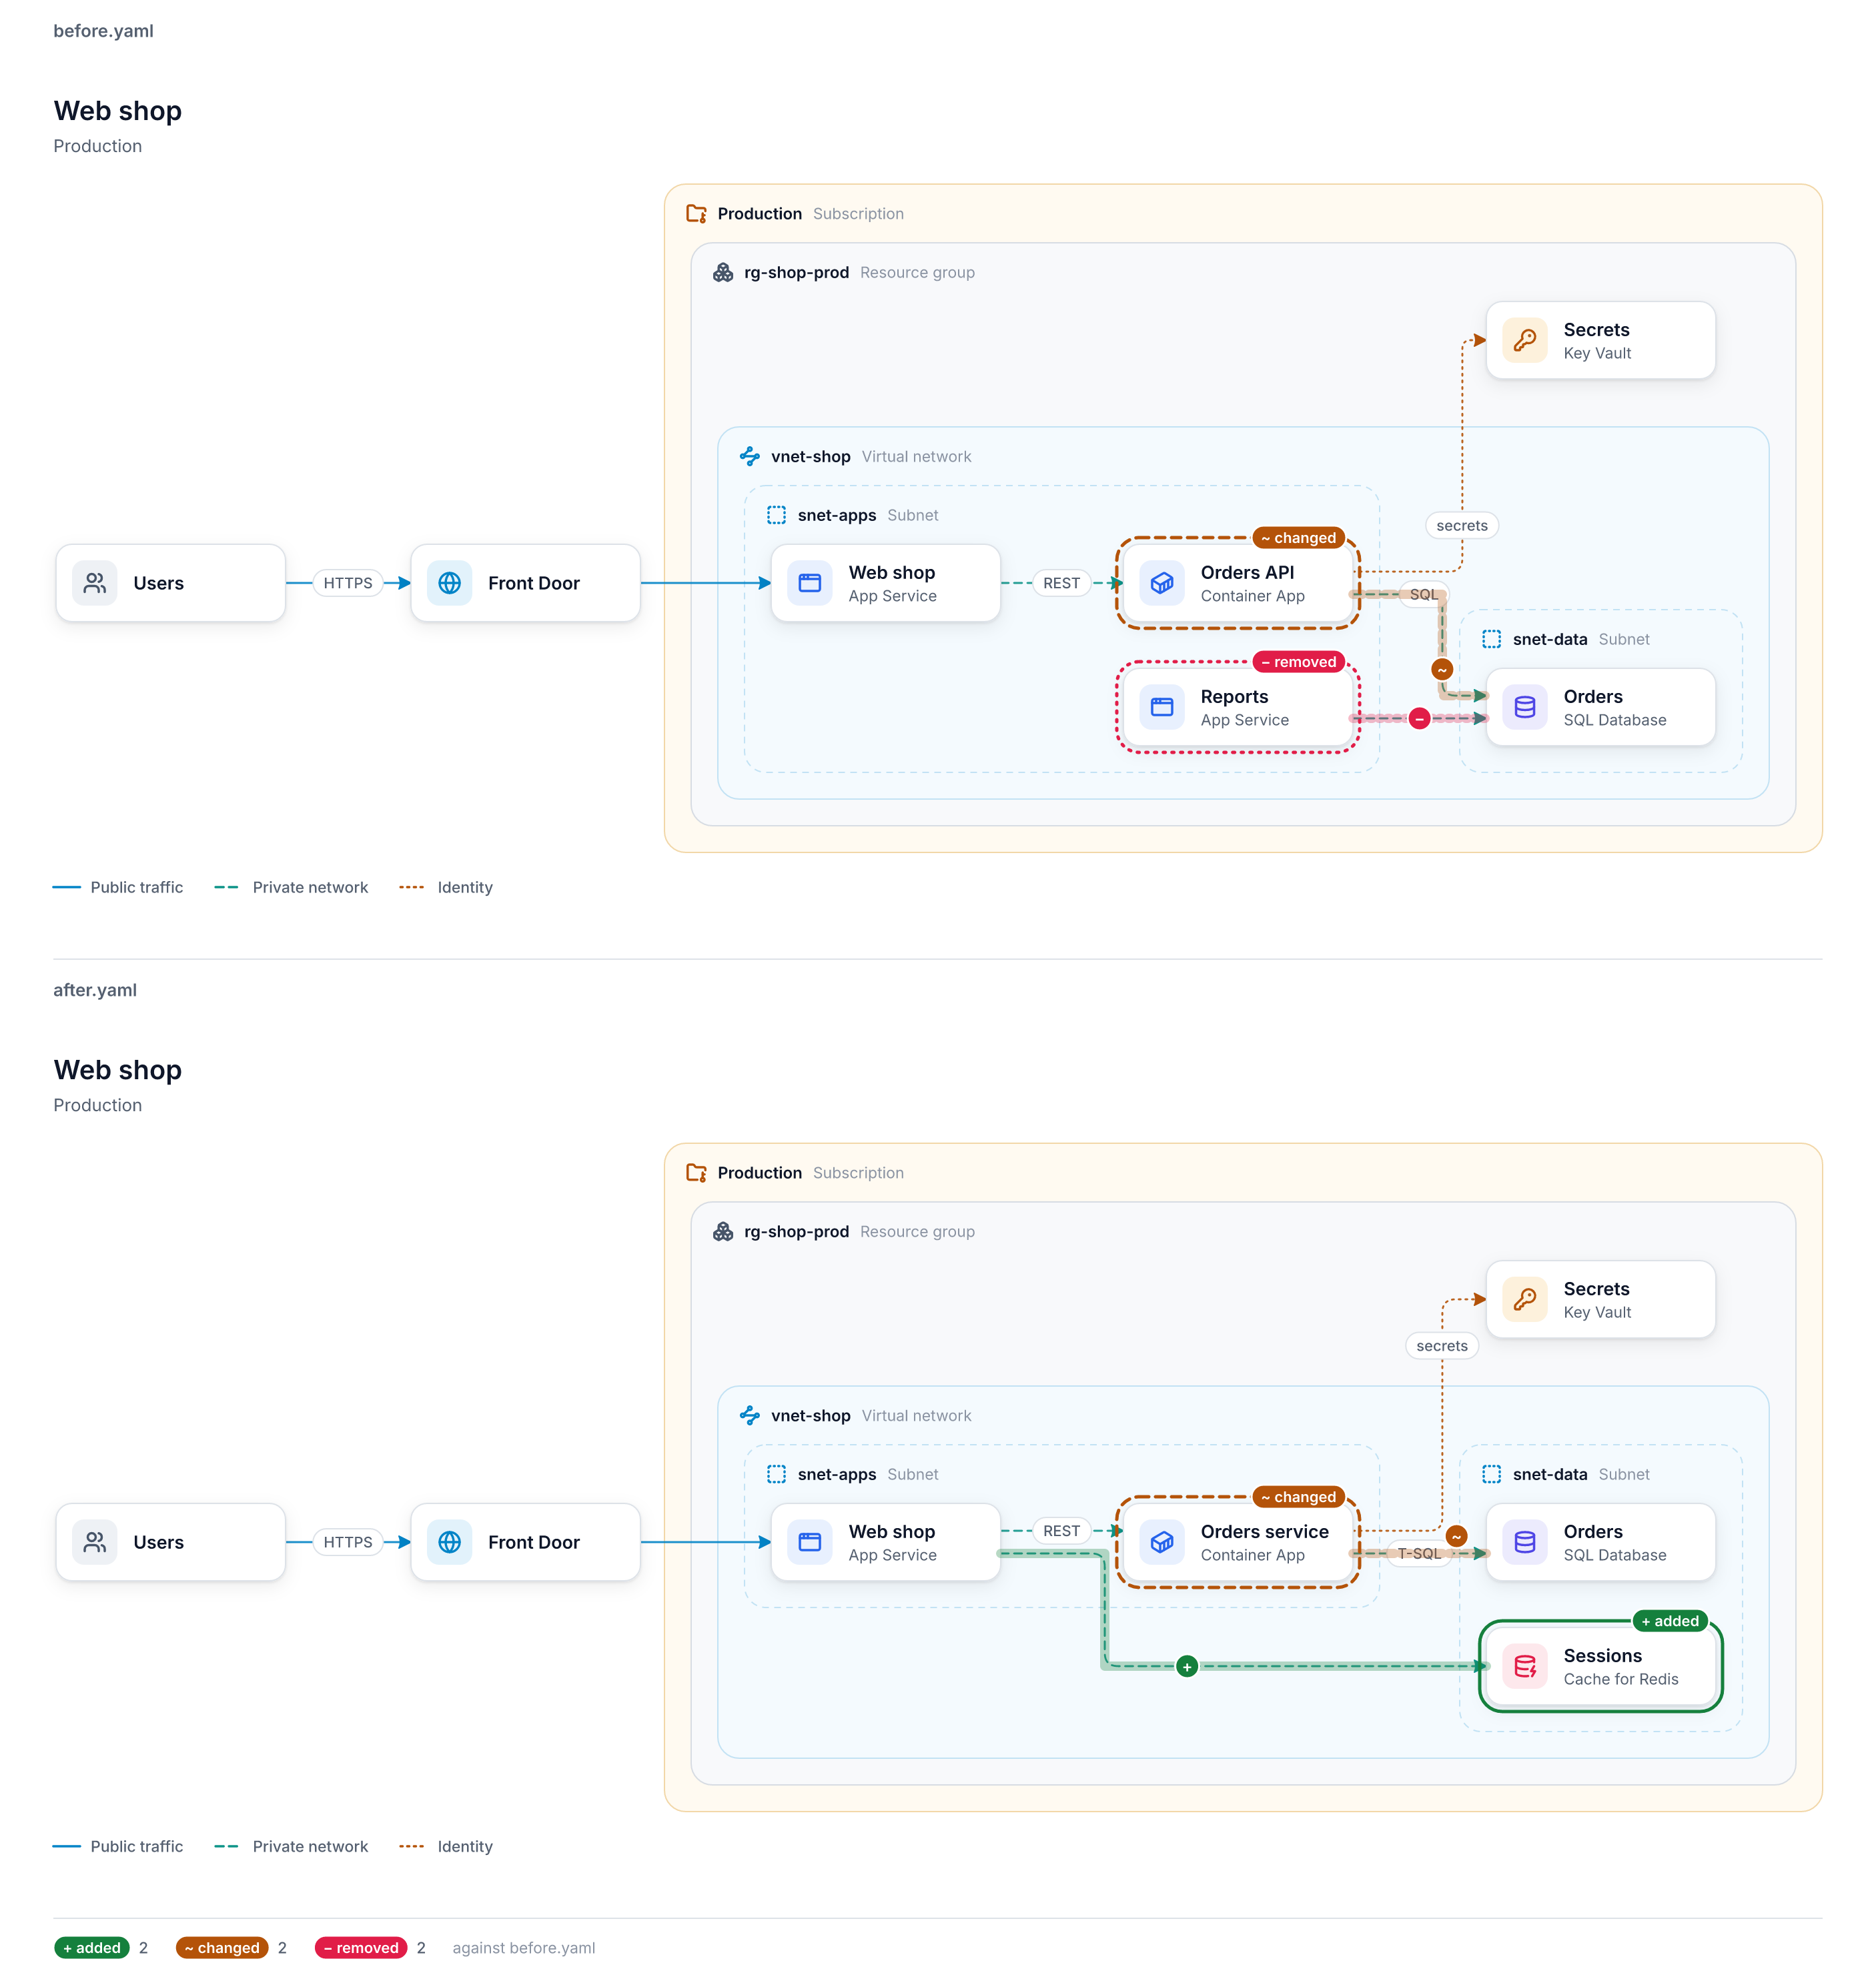 before.yaml
Web shop
Production
Production Subscription
rg-shop-prod Resource group
Secrets
Key Vault
vnet-shop Virtual network
snet-apps Subnet
secrets
~ changed
Users
HTTPS
Front Door
Web shop
App Service
REST
Orders API
Container App
SQL
snet-data Subnet
~
− removed
Reports
App Service
−
Orders
SQL Database
Public traffic
Private network
Identity
after.yaml
Web shop
Production
Production Subscription
rg-shop-prod Resource group
Secrets
Key Vault
secrets
vnet-shop Virtual network
snet-apps Subnet
snet-data Subnet
~ changed
Users
HTTPS
Front Door
Web shop
App Service
REST
Orders service
Container App
~
T-SQL
Orders
SQL Database
+ added
+
Sessions
Cache for Redis
Public traffic
Private network
Identity
+ added 2 ~ changed 2 − removed 2 against before.yaml